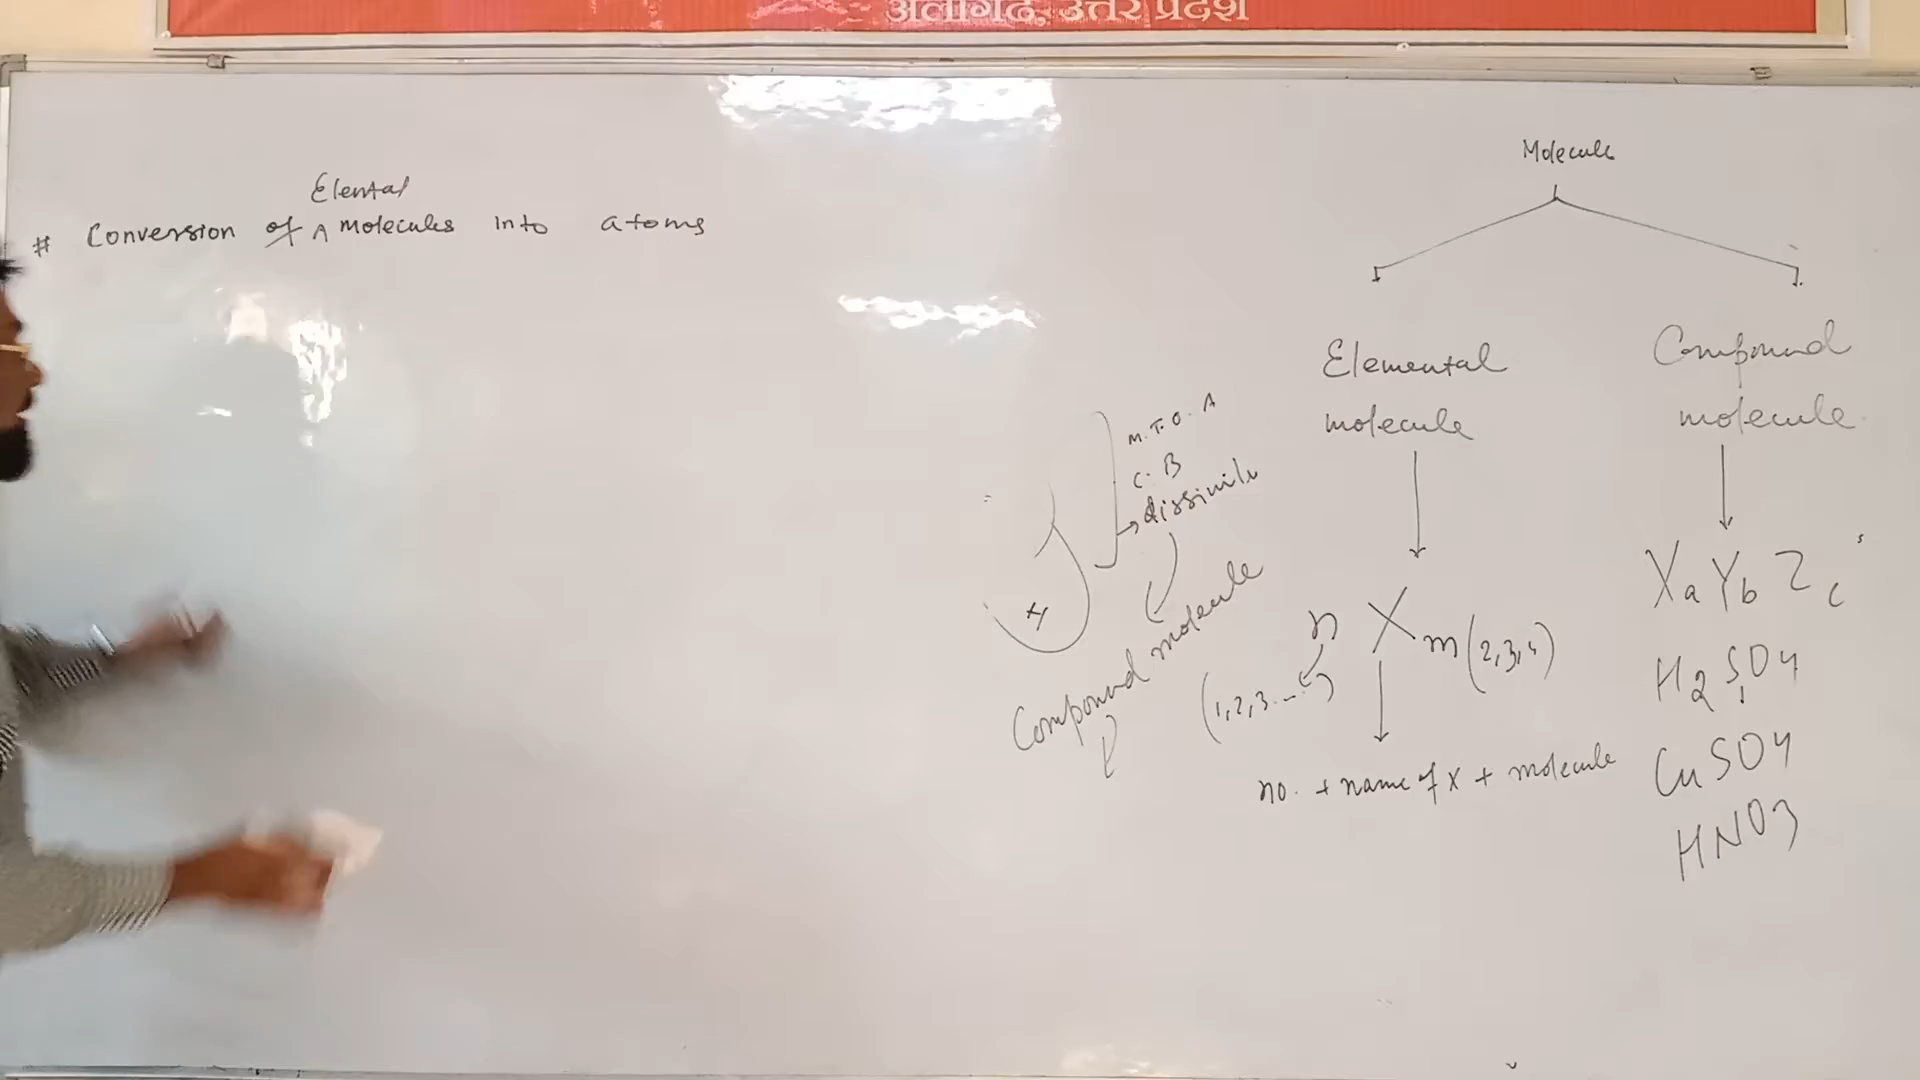 अलीगढ़, उत्तर प्रदेश
Elental
# Conversion of ∧ molecules into atoms
Molecule
Elemental
molecule
Compound
molecule
M.T.O.A
C.B
→ dissimilar
Compound molecule
n X m(2,3,4)
(1,2,3....)
no. + name of X + molecule
XaYbZc
H2SO4
CuSO4
HNO3